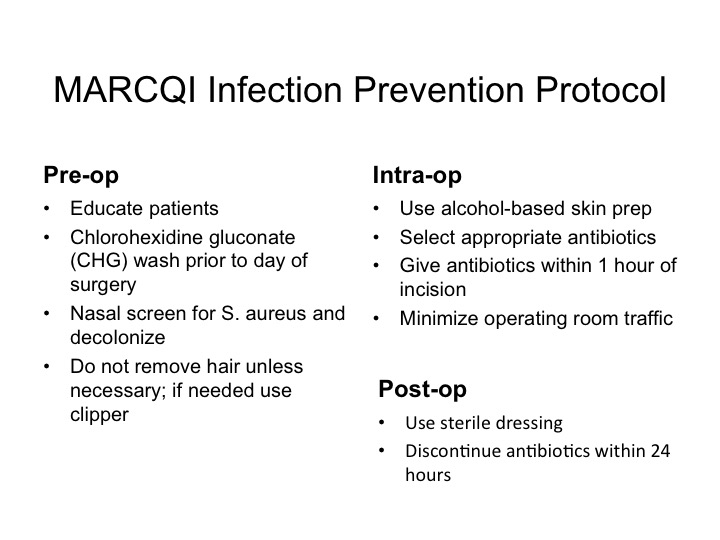 MARCQI Infection Prevention Protocol
Pre-op
• Educate patients
• Chlorohexidine gluconate
(CHG) wash prior to day of
surgery
• Nasal screen for S. aureus and
decolonize
• Do not remove hair unless
necessary; if needed use
clipper
Intra-op
• Use alcohol-based skin prep
• Select appropriate antibiotics
• Give antibiotics within 1 hour of
incision
• Minimize operating room traffic
Post-op
• Use sterile dressing
• Discontinue antibiotics within 24
hours